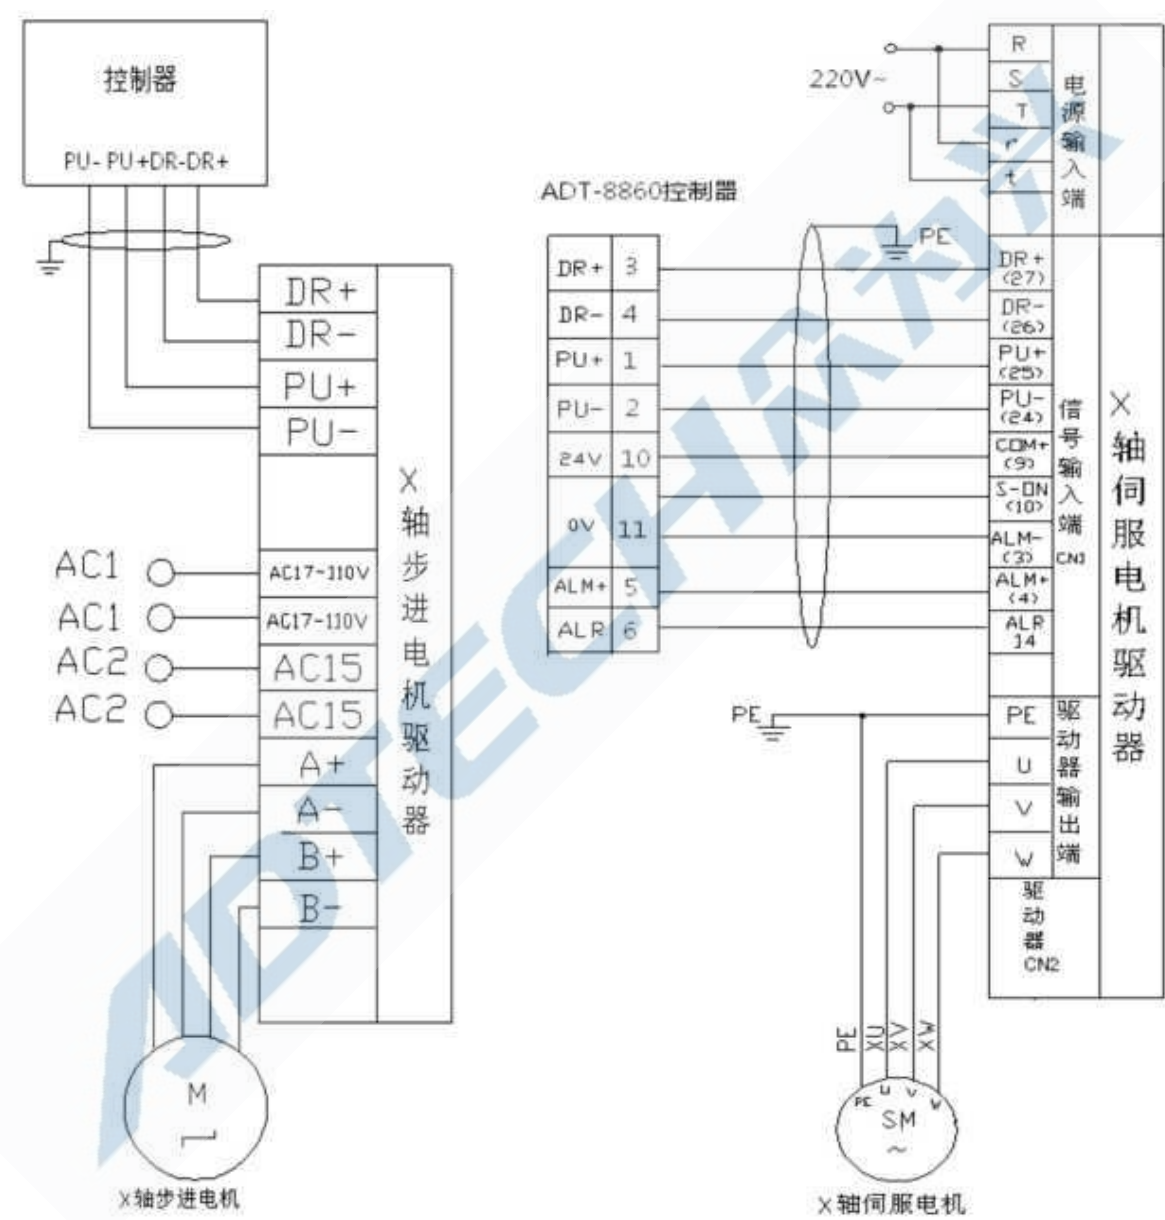 控制器
PU- PU+DR-DR+
DR+
DR-
PU+
PU-
AC1
AC17-110V
AC1
AC17-110V
AC2
AC15
AC2
AC15
A+
A-
B+
B-
X轴步进电机驱动器
M
X轴步进电机
220V~
R
S
T
r
t
电源输入端
ADT-8860控制器
PE
DR+ 3
DR- 4
PU+ 1
PU- 2
24V 10
0V 11
ALM+ 5
ALR 6
DR+
(27)
DR-
(26)
PU+
(25)
PU-
(24)
COM+
(9)
S-ON
(10)
ALM-
(3)
ALM+
(4)
ALR
14
信号输入端
CN1
X轴伺服电机驱动器
PE
PE
U
V
W
驱动器输出端
驱动器
CN2
PE
XU
XV
XW
PE
U
V
W
SM
~
X轴伺服电机
ADTECH众为兴